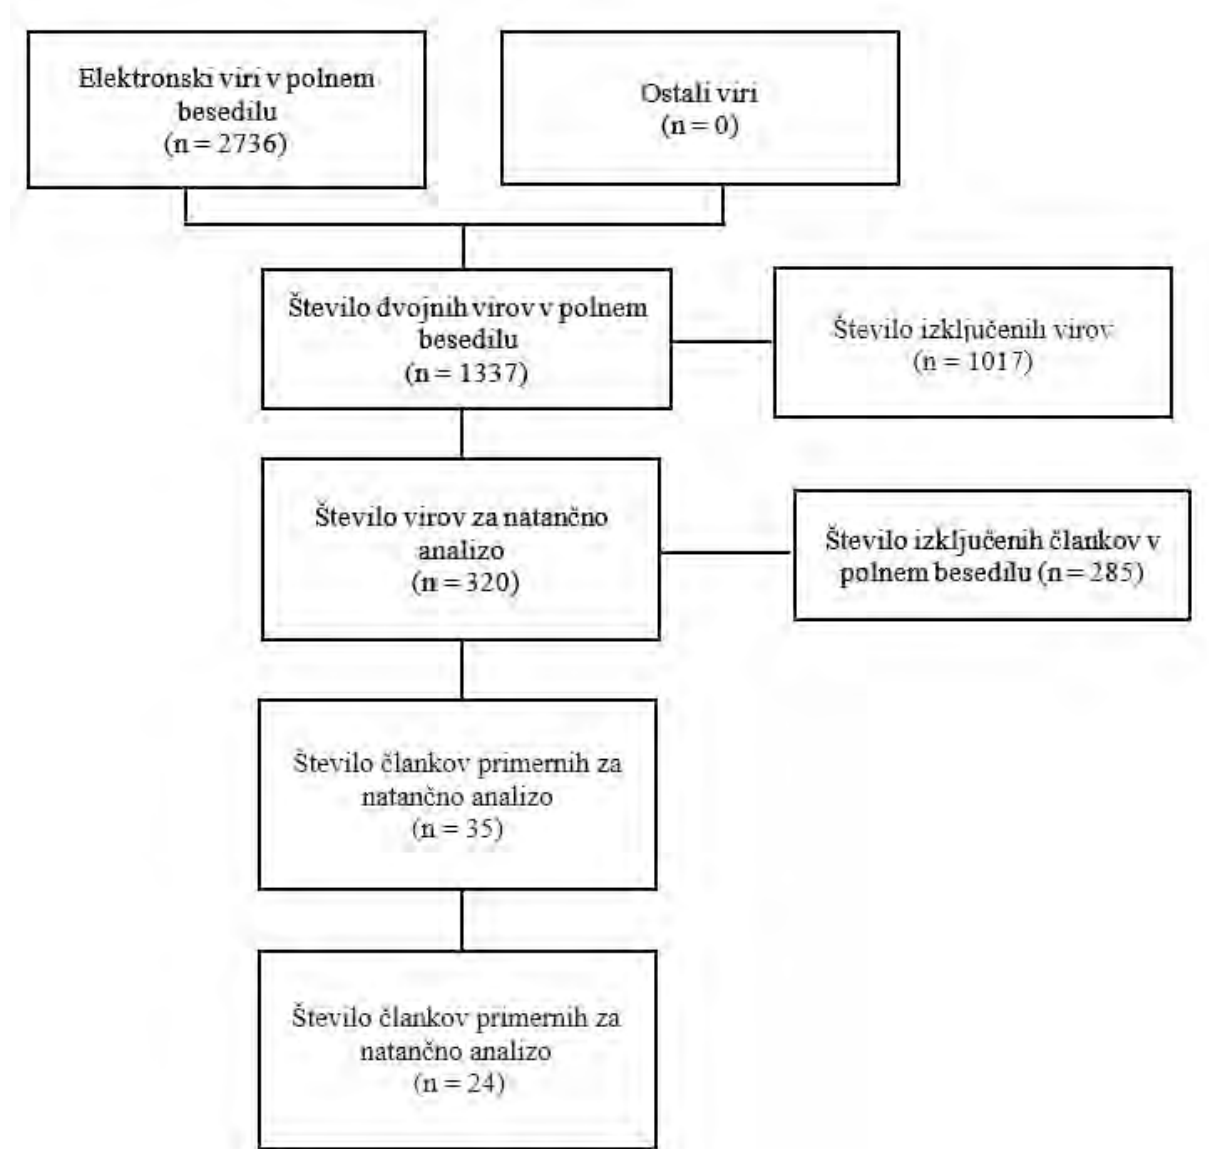 Elektronski viri v polnem
besedilu
(n = 2736)
Ostali viri
(n = 0)
Število dvojnih virov v polnem
besedilu
(n = 1337)
Število izključenih virov
(n = 1017)
Število virov za natančno
analizo
(n = 320)
Število izključenih člankov v
polnem besedilu (n = 285)
Število člankov primernih za
natančno analizo
(n = 35)
Število člankov primernih za
natančno analizo
(n = 24)